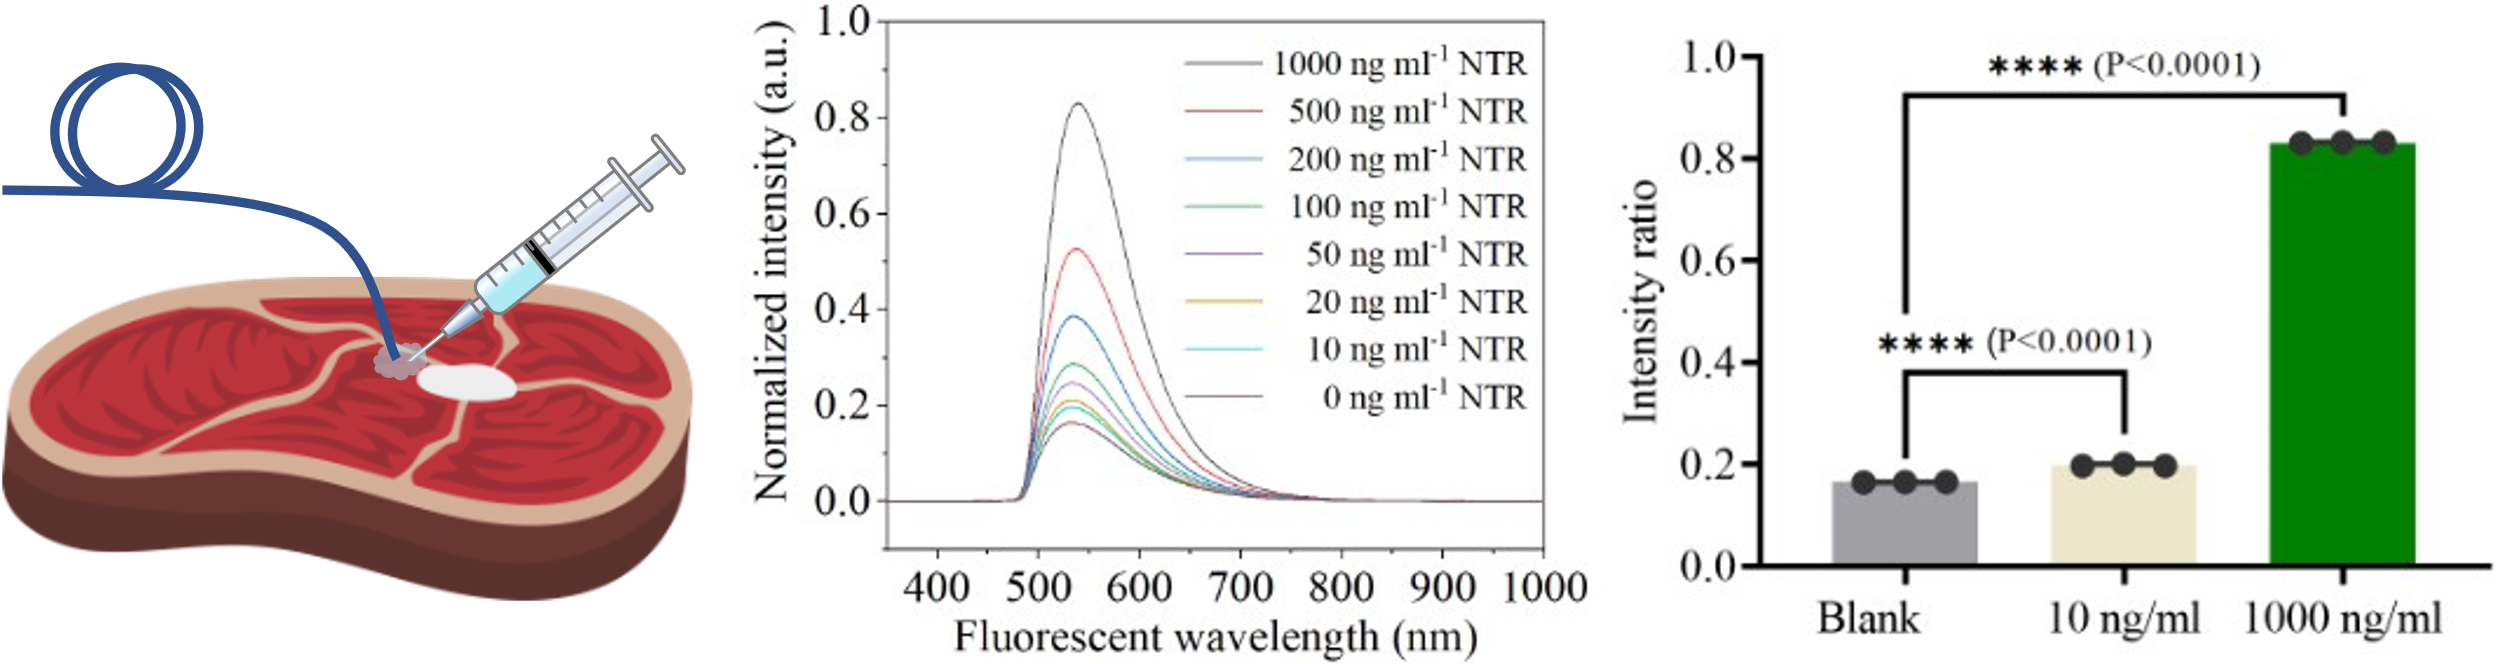 Normalized intensity (a.u.)
1.0
0.8
0.6
0.4
0.2
0.0
1000 ng ml⁻¹ NTR
500 ng ml⁻¹ NTR
200 ng ml⁻¹ NTR
100 ng ml⁻¹ NTR
50 ng ml⁻¹ NTR
20 ng ml⁻¹ NTR
10 ng ml⁻¹ NTR
0 ng ml⁻¹ NTR
400 500 600 700 800 900 1000
Fluorescent wavelength (nm)
Intensity ratio
1.0
0.8
0.6
0.4
0.2
0.0
**** (P<0.0001)
**** (P<0.0001)
Blank 10 ng/ml 1000 ng/ml